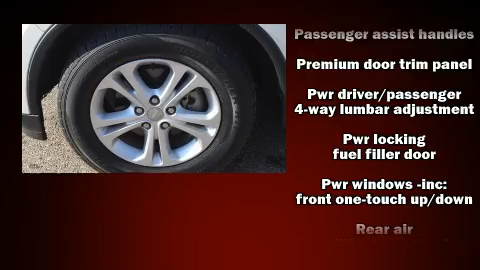 Passenger assist handles
Premium door trim panel
Pwr driver/passenger
4-way lumbar adjustment
Pwr locking
fuel filler door
Pwr windows -inc:
front one-touch up/down
Rear air